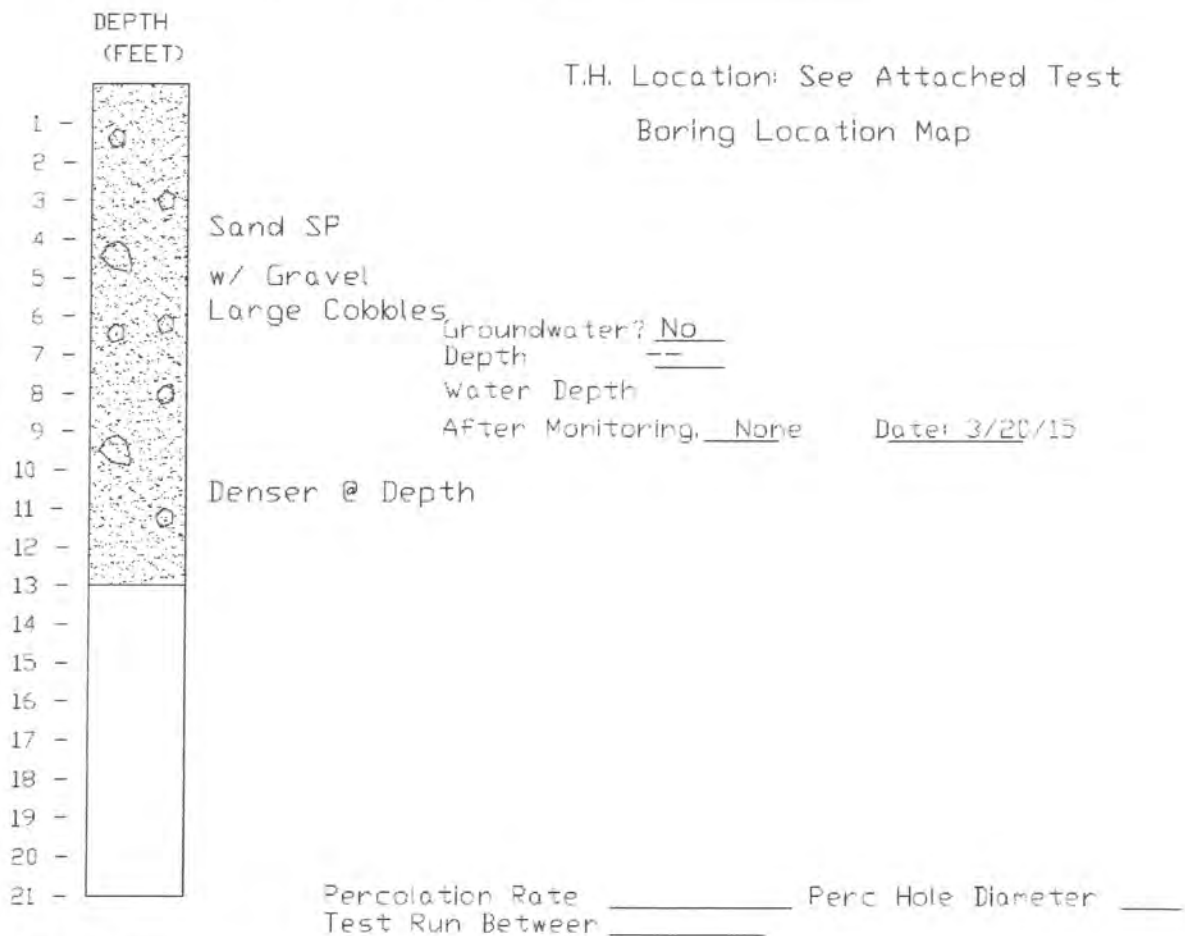 DEPTH
(FEET)
T.H. Location: See Attached Test
Boring Location Map
1 -
2 -
3 -
4 -
5 -
6 -
7 -
8 -
9 -
10 -
11 -
12 -
13 -
14 -
15 -
16 -
17 -
18 -
19 -
20 -
21 -
Sand SP
w/ Gravel
Large Cobbles
Groundwater? No
Depth --
Water Depth
After Monitoring. None Date: 3/20/15
Denser @ Depth
Percolation Rate ________ Perc Hole Diameter ___
Test Run Between ________